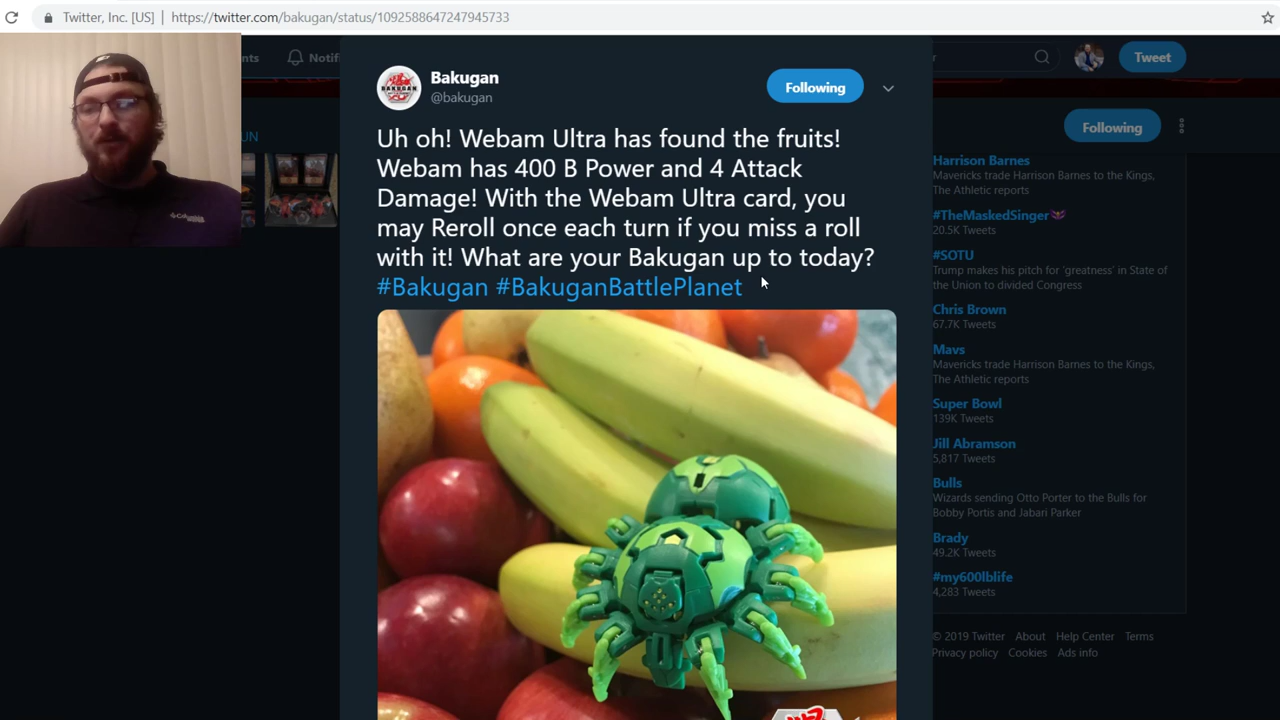 Twitter, Inc. [US] | https://twitter.com/bakugan/status/1092588647247945733
nts
Notif
r
Tweet
Bakugan
@bakugan
Following
Uh oh! Webam Ultra has found the fruits!
Webam has 400 B Power and 4 Attack
Damage! With the Webam Ultra card, you
may Reroll once each turn if you miss a roll
with it! What are your Bakugan up to today?
#Bakugan #BakuganBattlePlanet
UN
Columbia
Following
Harrison Barnes
Mavericks trade Harrison Barnes to the Kings,
The Athletic reports
#TheMaskedSinger
20.5K Tweets
#SOTU
Trump makes his pitch for 'greatness' in State of
the Union to divided Congress
Chris Brown
67.7K Tweets
Mavs
Mavericks trade Harrison Barnes to the Kings,
The Athletic reports
Super Bowl
139K Tweets
Jill Abramson
5,817 Tweets
Bulls
Wizards sending Otto Porter to the Bulls for
Bobby Portis and Jabari Parker
Brady
49.2K Tweets
#my600lblife
4,283 Tweets
© 2019 Twitter About Help Center Terms
Privacy policy Cookies Ads info